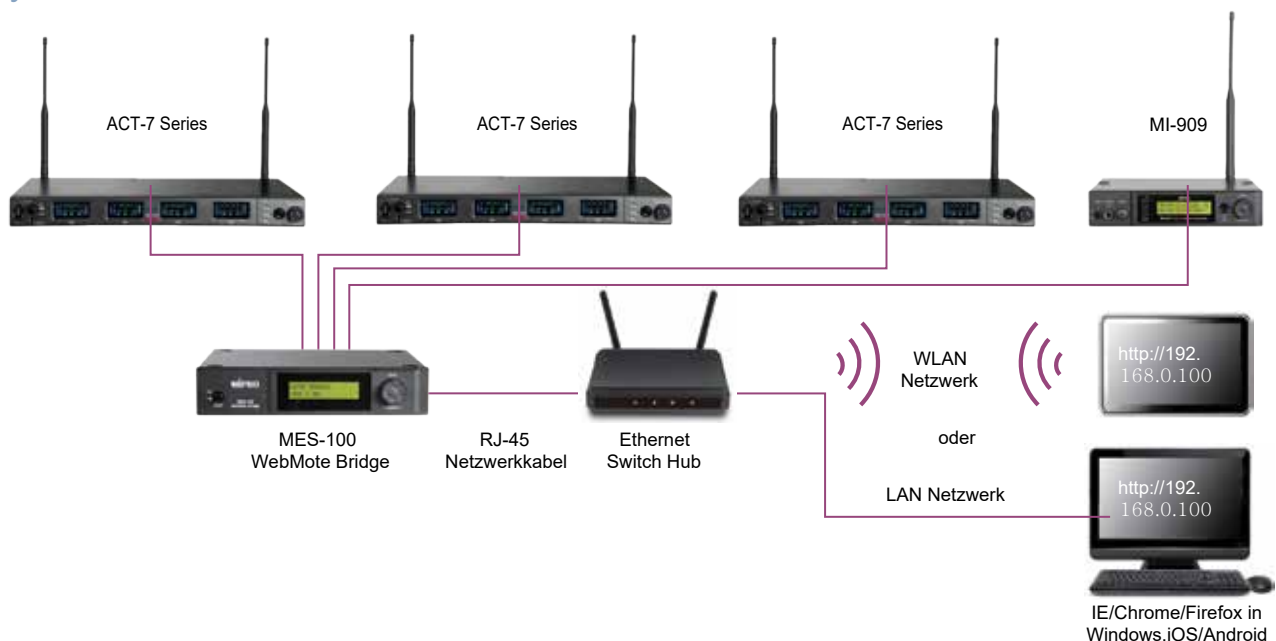 ACT-7 Series
ACT-7 Series
ACT-7 Series
MI-909
http://192.
168.0.100
WLAN
Netzwerk
oder
LAN Netzwerk
MIPRO
MES-100
WebMote Bridge
RJ-45
Netzwerkkabel
Ethernet
Switch Hub
http://192.
168.0.100
IE/Chrome/Firefox in
Windows,iOS/Android